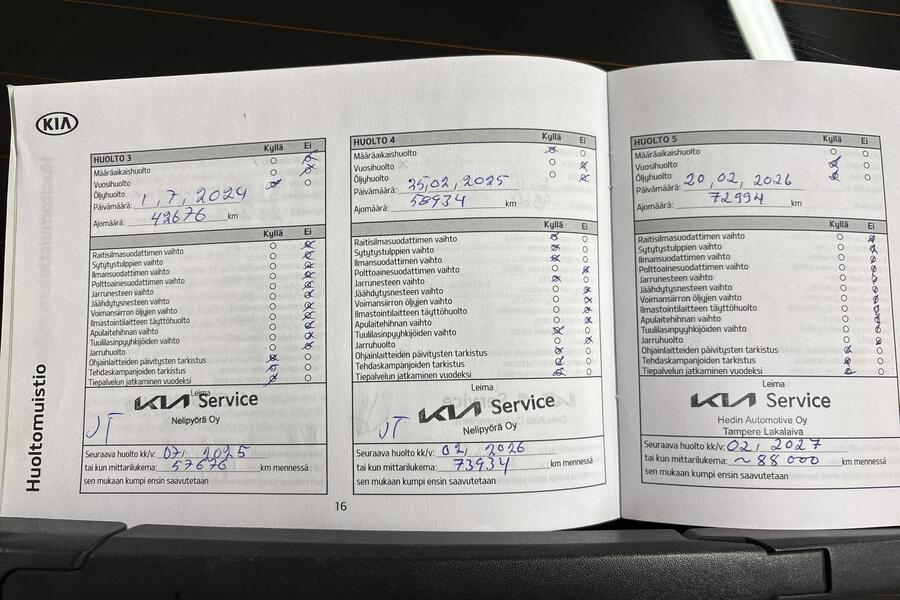 KIA
Huoltomuistio
HUOLTO 3 Kyllä Ei
Määräaikaishuolto
Vuosihuolto
Öljyhuolto
Päivämäärä: 1,7,2024
Ajomäärä: 42676 km
Kyllä Ei
Raitisilmasuodattimen vaihto
Sytytystulppien vaihto
Ilmansuodattimen vaihto
Polttoainesuodattimen vaihto
Jarrunesteen vaihto
Jäähdytysnesteen vaihto
Voimansiirron öljyjen vaihto
Ilmastointilaitteen täyttöhuolto
Apulaitehihnan vaihto
Tuulilasinpyyhkijöiden vaihto
Jarruhuolto
Ohjainlaitteiden päivitysten tarkistus
Tehdaskampanjoiden tarkistus
Tiepalvelun jatkaminen vuodeksi
Leima
KIA Service
Nelipyörä Oy
JT
Seuraava huolto kk/v: 07, 2025
tai kun mittarilukema: 57676 km mennessä
sen mukaan kumpi ensin saavutetaan
16
HUOLTO 4 Kyllä Ei
Määräaikaishuolto
Vuosihuolto
Öljyhuolto
Päivämäärä: 25,02,2025
Ajomäärä: 58934 km
Kyllä Ei
Raitisilmasuodattimen vaihto
Sytytystulppien vaihto
Ilmansuodattimen vaihto
Polttoainesuodattimen vaihto
Jarrunesteen vaihto
Jäähdytysnesteen vaihto
Voimansiirron öljyjen vaihto
Ilmastointilaitteen täyttöhuolto
Apulaitehihnan vaihto
Tuulilasinpyyhkijöiden vaihto
Jarruhuolto
Ohjainlaitteiden päivitysten tarkistus
Tehdaskampanjoiden tarkistus
Tiepalvelun jatkaminen vuodeksi
Leima
KIA Service
Nelipyörä Oy
JT
Seuraava huolto kk/v: 02, 2026
tai kun mittarilukema: 73934 km mennessä
sen mukaan kumpi ensin saavutetaan
HUOLTO 5 Kyllä Ei
Määräaikaishuolto
Vuosihuolto
Öljyhuolto
Päivämäärä: 20,02,2026
Ajomäärä: 72994 km
Kyllä Ei
Raitisilmasuodattimen vaihto
Sytytystulppien vaihto
Ilmansuodattimen vaihto
Polttoainesuodattimen vaihto
Jarrunesteen vaihto
Jäähdytysnesteen vaihto
Voimansiirron öljyjen vaihto
Ilmastointilaitteen täyttöhuolto
Apulaitehihnan vaihto
Tuulilasinpyyhkijöiden vaihto
Jarruhuolto
Ohjainlaitteiden päivitysten tarkistus
Tehdaskampanjoiden tarkistus
Tiepalvelun jatkaminen vuodeksi
Leima
KIA Service
Hedin Automotive Oy
Tampere Lakalaiva
Seuraava huolto kk/v: 02, 2027
tai kun mittarilukema: ~88 000 km mennessä
sen mukaan kumpi ensin saavutetaan